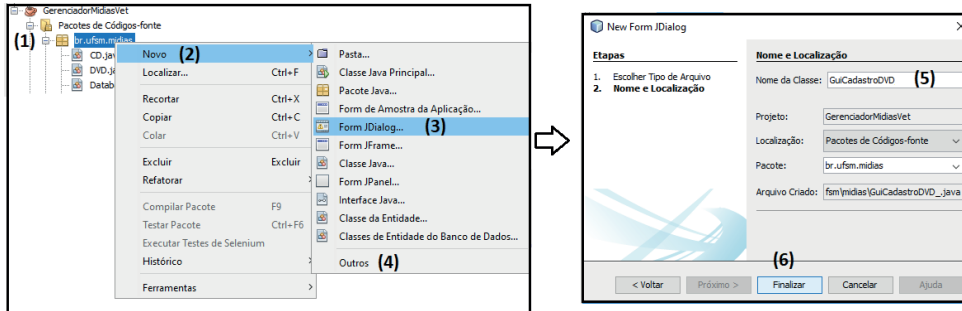 GerenciadorMidiasVet
Pacotes de Códigos-fonte
(1) br.ufsm.midias
CD.jav
DVD.ja
Datab
Novo (2)
Localizar... Ctrl+F
Recortar Ctrl+X
Copiar Ctrl+C
Colar Ctrl+V
Excluir Excluir
Refatorar
Compilar Pacote F9
Testar Pacote Ctrl+F6
Executar Testes de Selenium
Histórico
Ferramentas
Pasta...
Classe Java Principal...
Pacote Java...
Form de Amostra da Aplicação...
Form JDialog... (3)
Form JFrame...
Classe Java...
Form JPanel...
Interface Java...
Classe da Entidade...
Classes de Entidade do Banco de Dados...
Outros (4)
New Form JDialog
Etapas
1. Escolher Tipo de Arquivo
2. Nome e Localização
Nome e Localização
Nome da Classe: GuiCadastroDVD (5)
Projeto: GerenciadorMidiasVet
Localização: Pacotes de Códigos-fonte
Pacote: br.ufsm.midias
Arquivo Criado: fsm\midias\GuiCadastroDVD_.java
(6)
< Voltar Próximo > Finalizar Cancelar Ajuda